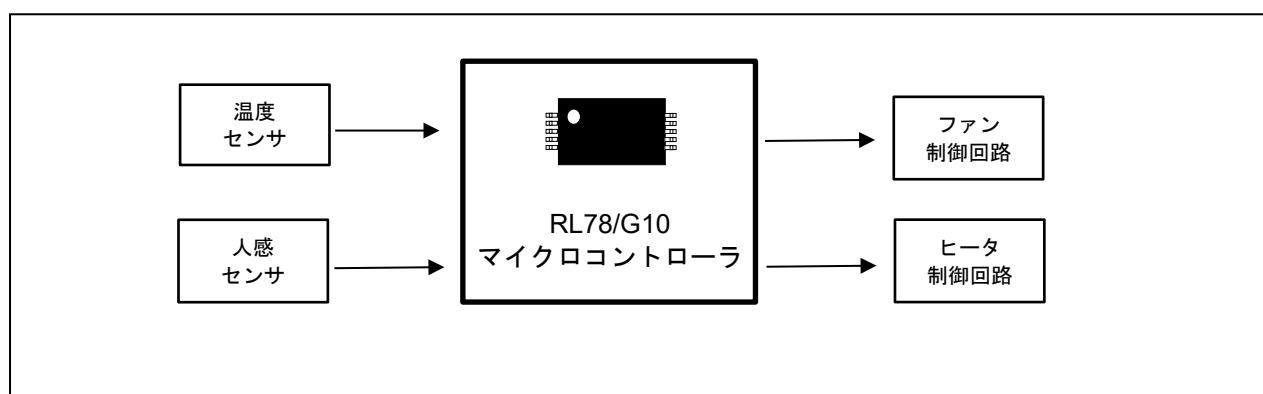 温度
センサ
人感
センサ
RL78/G10
マイクロコントローラ
ファン
制御回路
ヒータ
制御回路